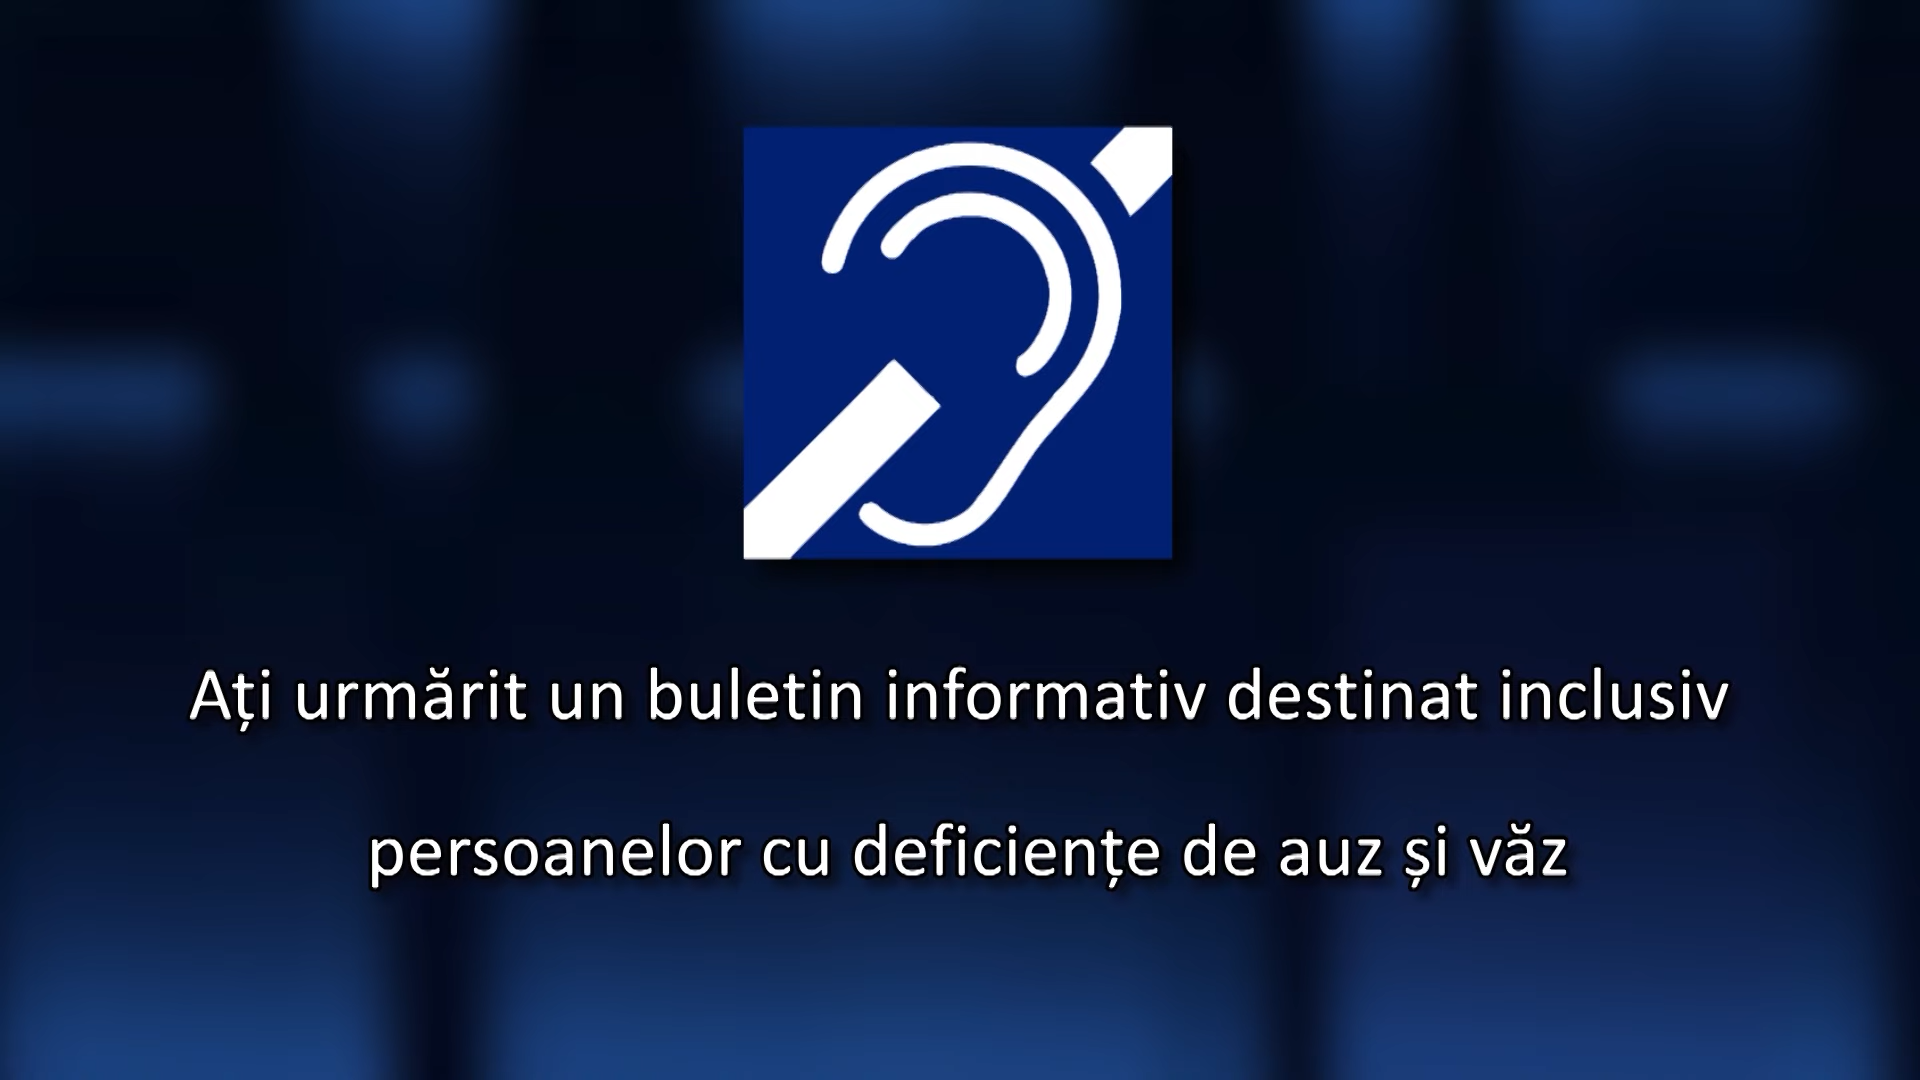 Ați urmărit un buletin informativ destinat inclusiv
persoanelor cu deficiențe de auz și văz